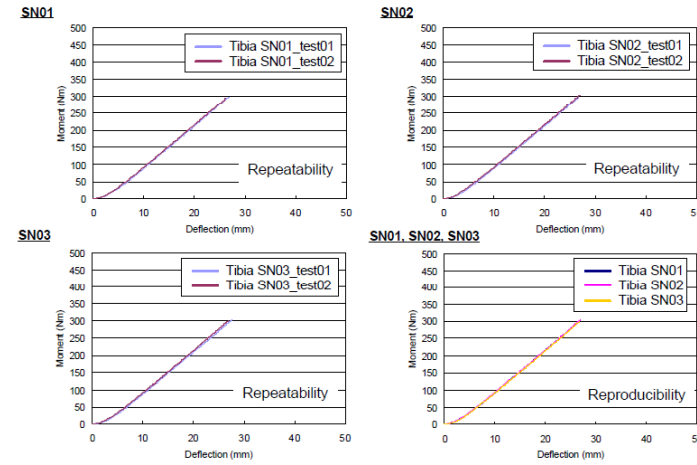 SN01
Tibia SN01_test01
Tibia SN01_test02
Moment (Nm)
500
450
400
350
300
250
200
150
100
50
0
Repeatability
0 10 20 30 40 50
Deflection (mm)
SN02
Tibia SN02_test01
Tibia SN02_test02
Moment (Nm)
500
450
400
350
300
250
200
150
100
50
0
Repeatability
0 10 20 30 40 5
Deflection (mm)
SN03
Tibia SN03_test01
Tibia SN03_test02
Moment (Nm)
500
450
400
350
300
250
200
150
100
50
0
Repeatability
0 10 20 30 40 50
Deflection (mm)
SN01, SN02, SN03
Tibia SN01
Tibia SN02
Tibia SN03
Moment (Nm)
500
450
400
350
300
250
200
150
100
50
0
Reproducibility
0 10 20 30 40 5
Deflection (mm)